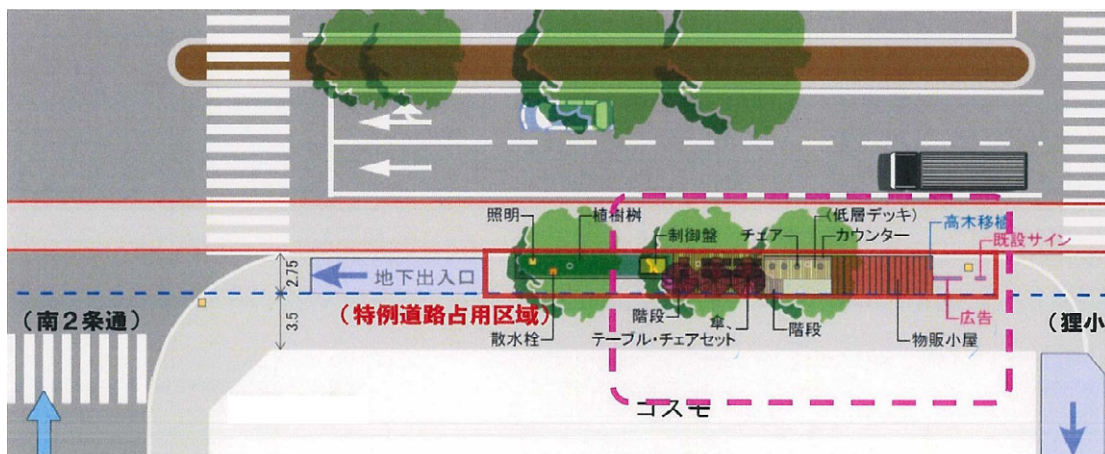 照明
植樹桝
(低層デッキ)
高木移植
制御盤
チェア
カウンター
既設サイン
2.75
地下出入口
(南2条通)
(特例道路占用区域)
階段
傘、
階段
広告
(狸小
3.5
散水栓
テーブル・チェアセット
物販小屋
コスモ